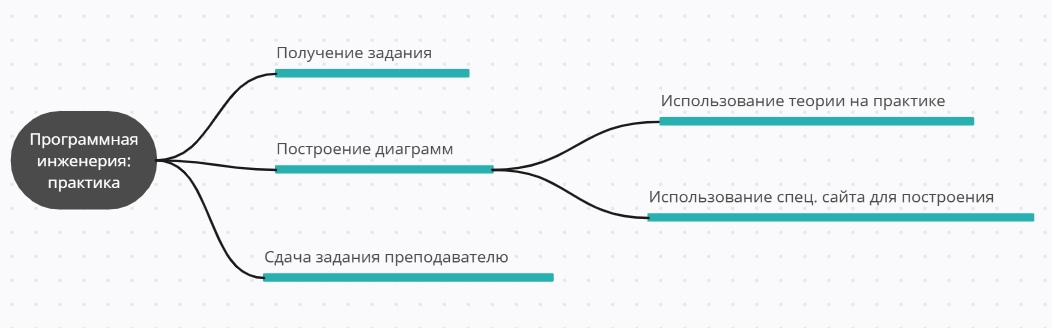 Программная
инженерия:
практика
Получение задания
Построение диаграмм
Использование теории на практике
Использование спец. сайта для построения
Сдача задания преподавателю